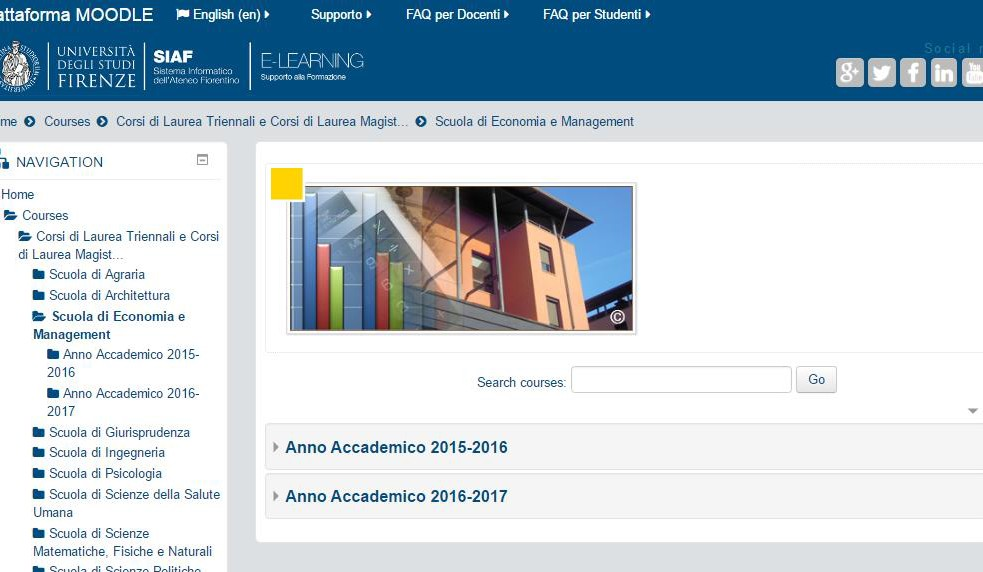 attaforma MOODLE English (en) Supporto FAQ per Docenti FAQ per Studenti
UNIVERSITÀ
DEGLI STUDI
FIRENZE
SIAF
Sistema Informatico
dell'Ateneo Fiorentino
E-LEARNING
Supporto alla Formazione
Social
You
me Courses Corsi di Laurea Triennali e Corsi di Laurea Magist... Scuola di Economia e Management
NAVIGATION
Home
Courses
Corsi di Laurea Triennali e Corsi
di Laurea Magist...
Scuola di Agraria
Scuola di Architettura
Scuola di Economia e
Management
Anno Accademico 2015-
2016
Anno Accademico 2016-
2017
Scuola di Giurisprudenza
Scuola di Ingegneria
Scuola di Psicologia
Scuola di Scienze della Salute
Umana
Scuola di Scienze
Matematiche, Fisiche e Naturali
Scuola di Scienze Politiche
©
Search courses: Go
Anno Accademico 2015-2016
Anno Accademico 2016-2017